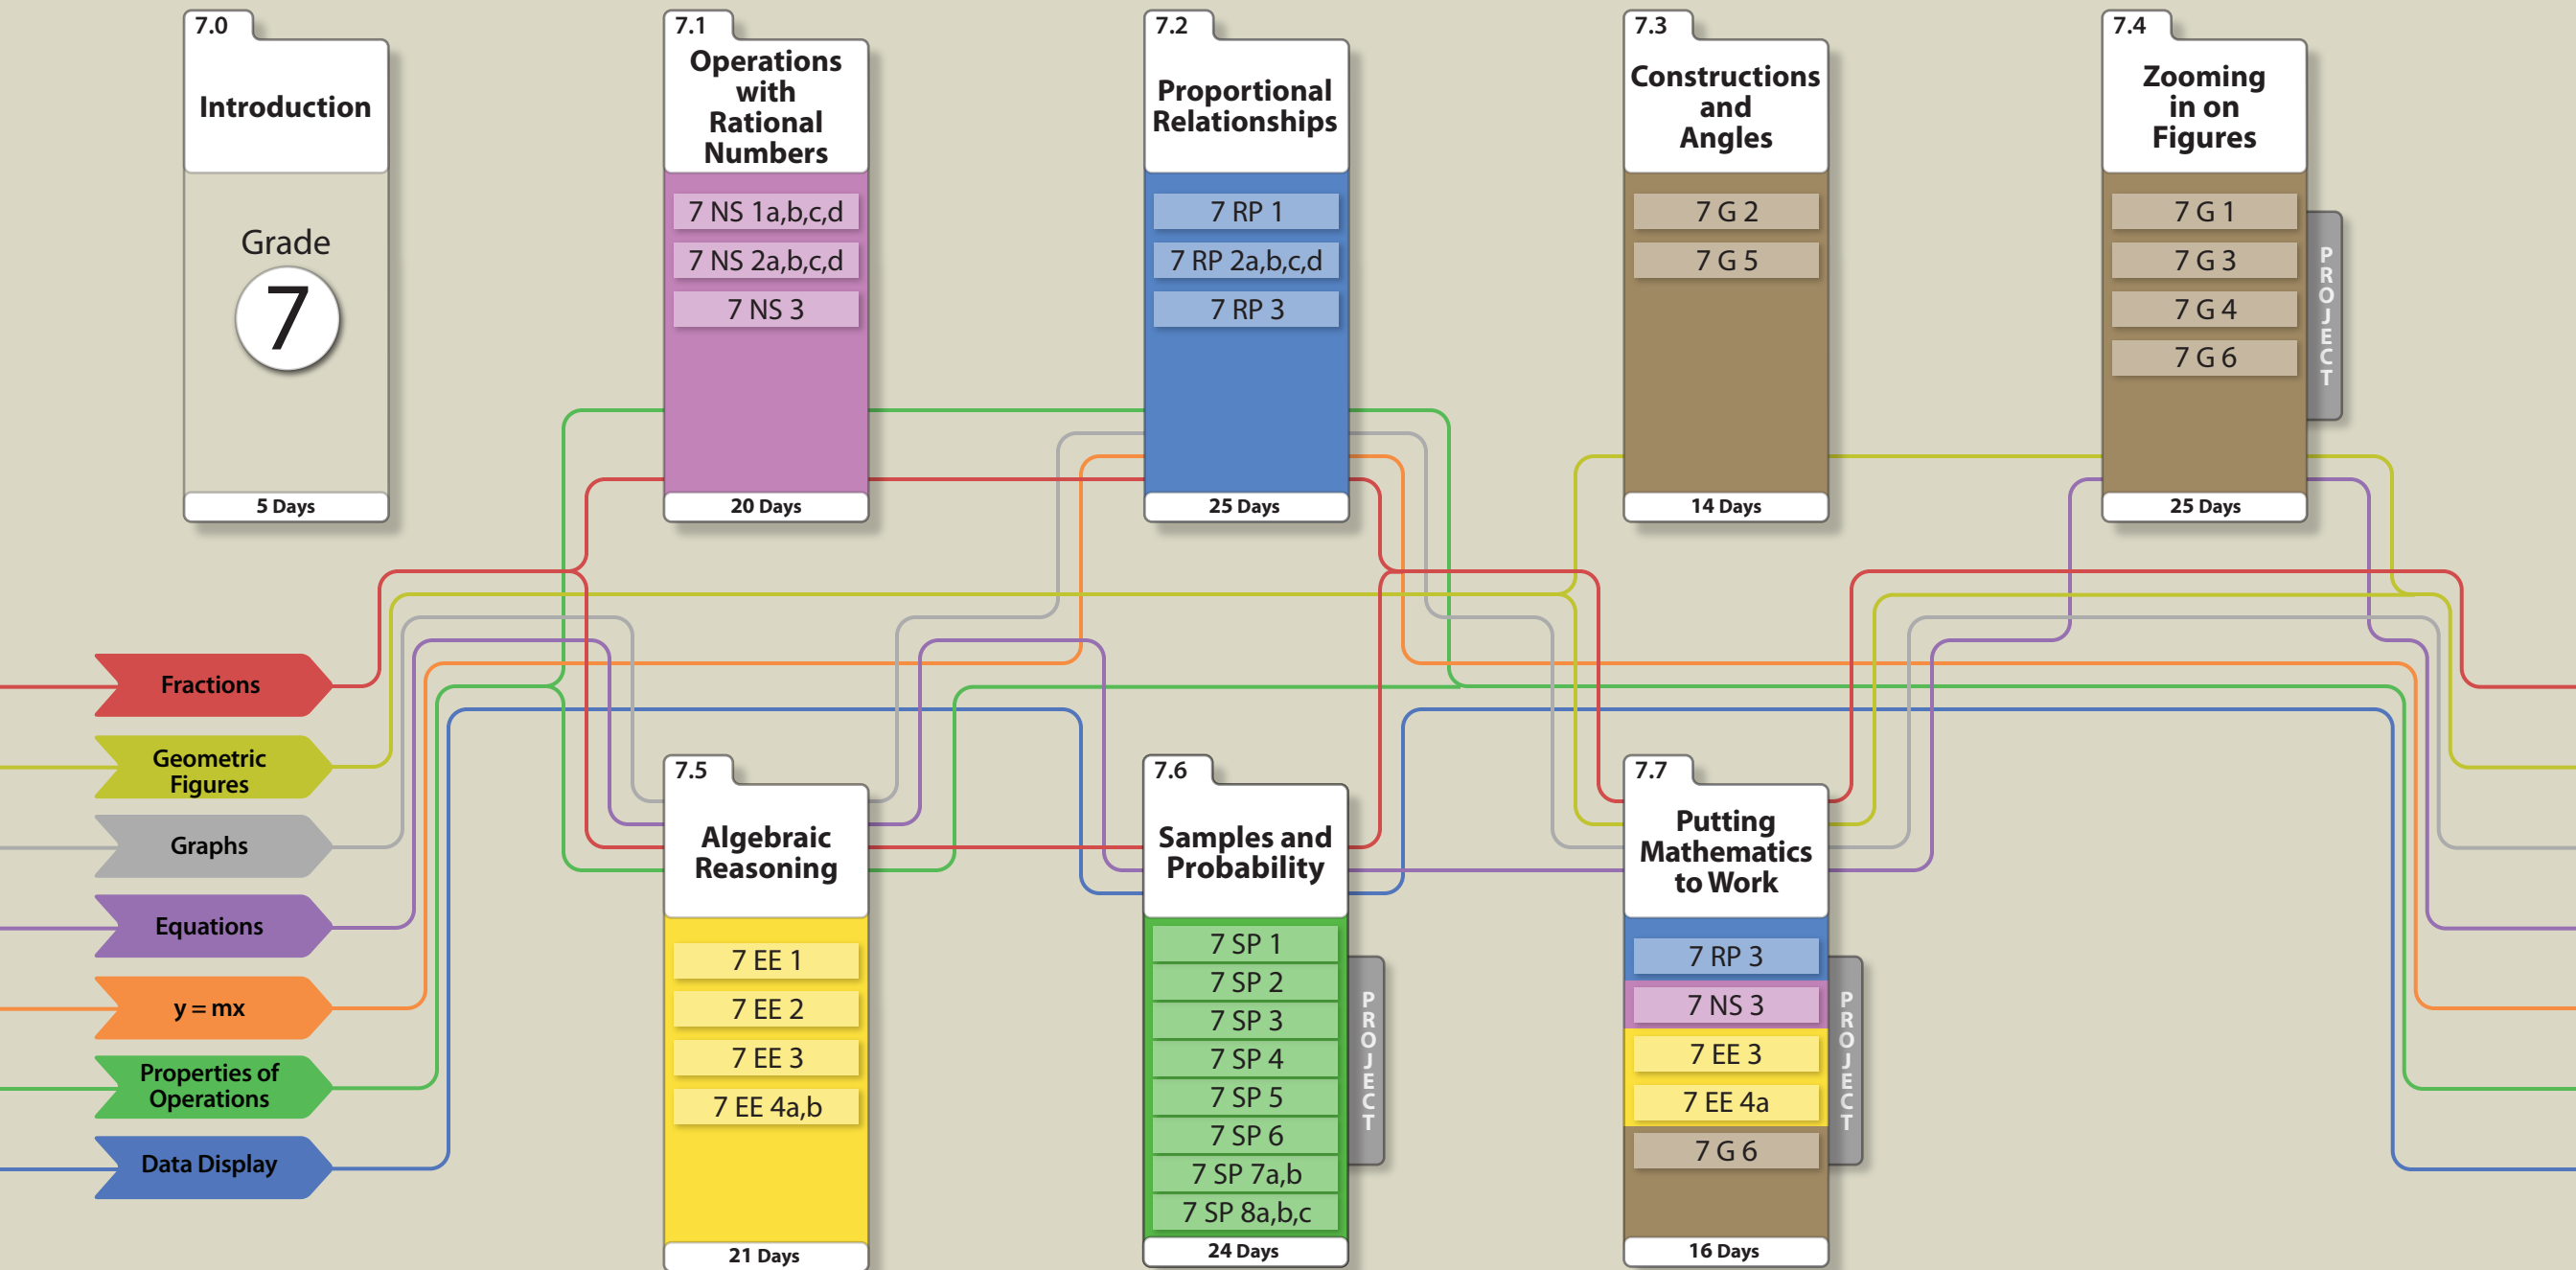 7.0
Introduction
Grade
7
5 Days
7.1
Operations
with
Rational
Numbers
7 NS 1a,b,c,d
7 NS 2a,b,c,d
7 NS 3
20 Days
7.2
Proportional
Relationships
7 RP 1
7 RP 2a,b,c,d
7 RP 3
25 Days
7.3
Constructions
and
Angles
7 G 2
7 G 5
14 Days
7.4
Zooming
in on
Figures
7 G 1
7 G 3
7 G 4
7 G 6
PROJECT
25 Days
Fractions
Geometric
Figures
Graphs
Equations
y = mx
Properties of
Operations
Data Display
7.5
Algebraic
Reasoning
7 EE 1
7 EE 2
7 EE 3
7 EE 4a,b
21 Days
7.6
Samples and
Probability
7 SP 1
7 SP 2
7 SP 3
7 SP 4
7 SP 5
7 SP 6
7 SP 7a,b
7 SP 8a,b,c
PROJECT
24 Days
7.7
Putting
Mathematics
to Work
7 RP 3
7 NS 3
7 EE 3
7 EE 4a
7 G 6
PROJECT
16 Days